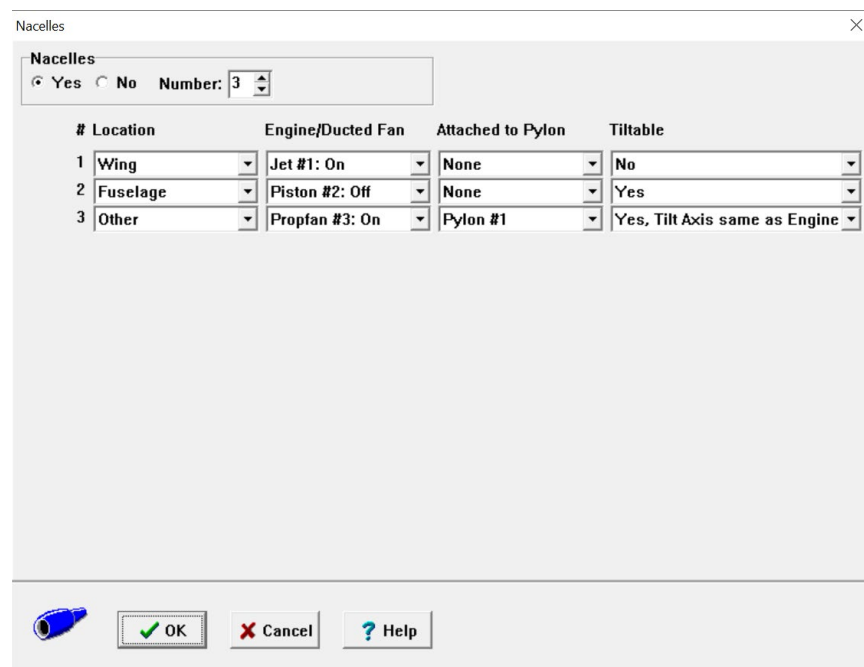 Nacelles
Nacelles
Yes No Number: 3
# Location Engine/Ducted Fan Attached to Pylon Tiltable
1 Wing Jet #1: On None No
2 Fuselage Piston #2: Off None Yes
3 Other Propfan #3: On Pylon #1 Yes, Tilt Axis same as Engine
OK Cancel Help